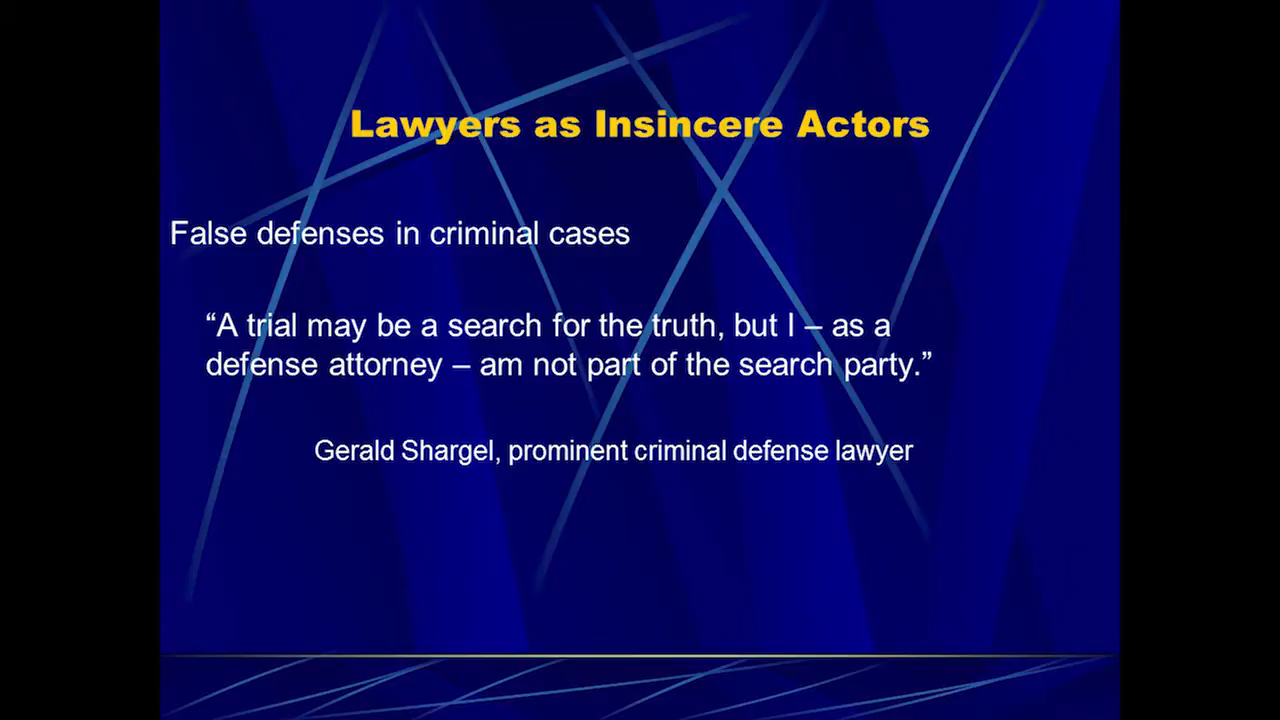 Lawyers as Insincere Actors
False defenses in criminal cases
“A trial may be a search for the truth, but I – as a
defense attorney – am not part of the search party.”
Gerald Shargel, prominent criminal defense lawyer